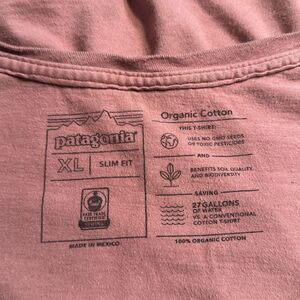 patagonia®
XL | SLIM FIT
FAIR TRADE
CERTIFIED
SEWING
MADE IN MEXICO
Organic Cotton
THIS T-SHIRT:
USES NO GMO SEEDS
OR TOXIC PESTICIDES
AND
BENEFITS SOIL QUALITY
AND BIODIVERSITY
SAVING
27 GALLONS
OF WATER
VS. A CONVENTIONAL
COTTON T-SHIRT
100% ORGANIC COTTON